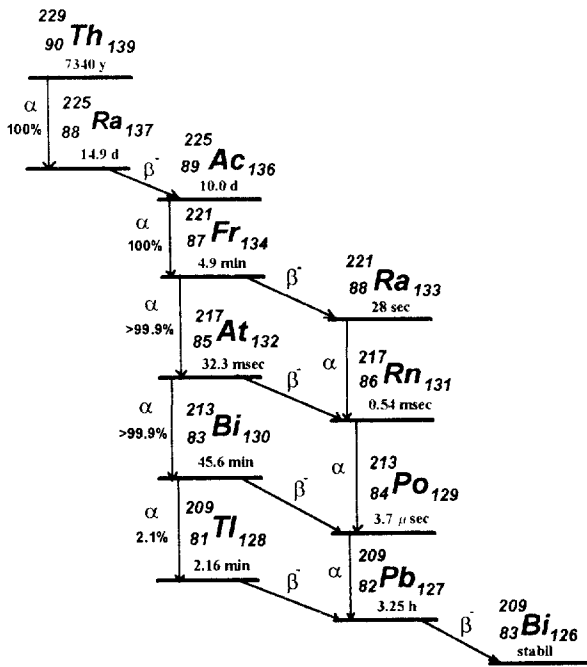 229
90 Th 139
7340 y
α
100%
225
88 Ra 137
14.9 d
β-
225
89 Ac 136
10.0 d
α
100%
221
87 Fr 134
4.9 min
β-
221
88 Ra 133
28 sec
α
>99.9%
217
85 At 132
32.3 msec
β-
α
217
86 Rn 131
0.54 msec
α
>99.9%
213
83 Bi 130
45.6 min
β-
α
213
84 Po 129
3.7 μ sec
α
2.1%
209
81 Tl 128
2.16 min
β-
α
209
82 Pb 127
3.25 h
β-
209
83 Bi 126
stabil